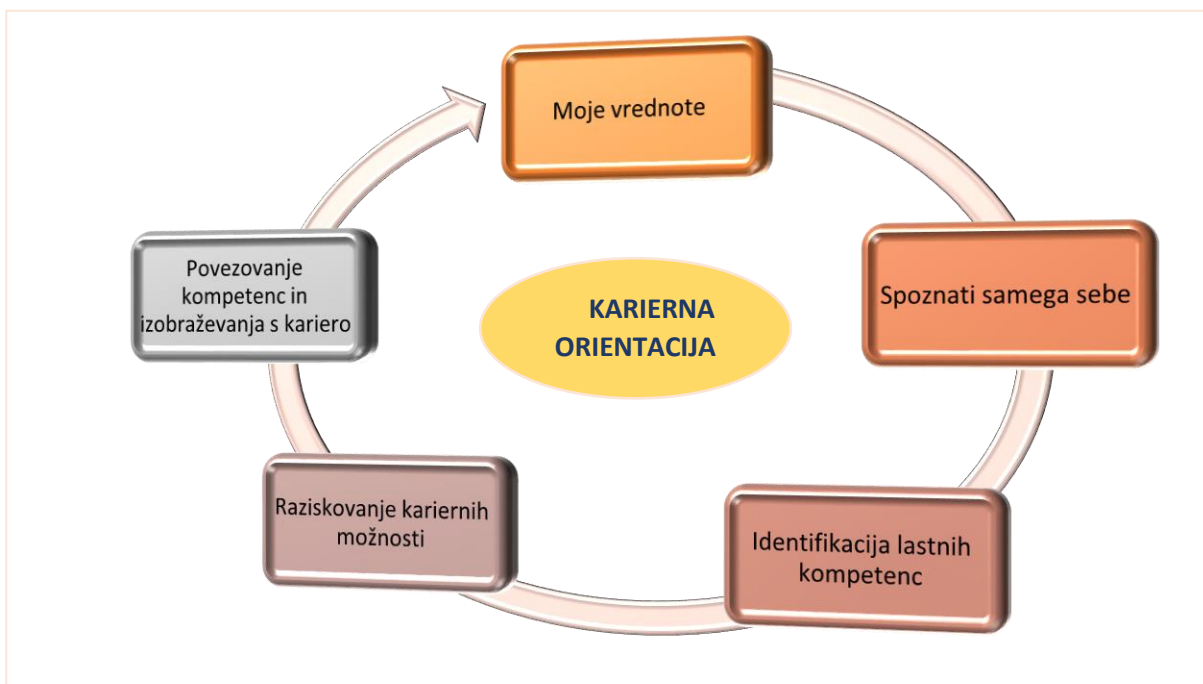 Moje vrednote
Spoznati samega sebe
Identifikacija lastnih
kompetenc
Raziskovanje kariernih
možnosti
Povezovanje
kompetenc in
izobraževanja s kariero
KARIERNA
ORIENTACIJA